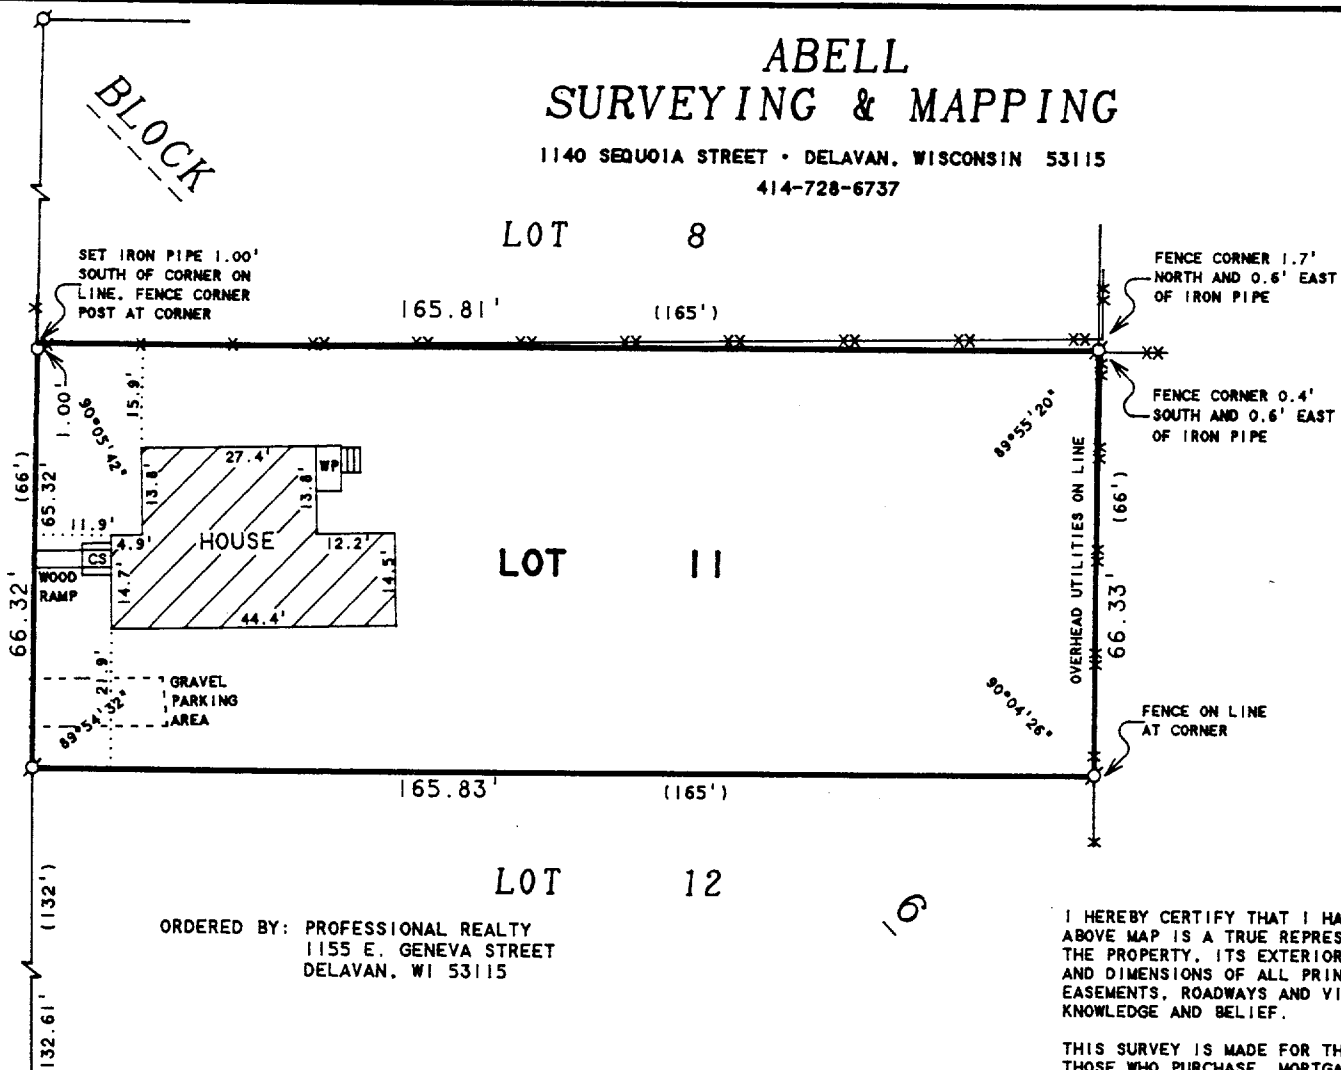 ABELL
SURVEYING & MAPPING
1140 SEQUOIA STREET • DELAVAN, WISCONSIN 53115
414-728-6737
BLOCK
LOT 8
SET IRON PIPE 1.00'
SOUTH OF CORNER ON
LINE. FENCE CORNER
POST AT CORNER
165.81' (165')
FENCE CORNER 1.7'
NORTH AND 0.6' EAST
OF IRON PIPE
FENCE CORNER 0.4'
SOUTH AND 0.6' EAST
OF IRON PIPE
1.00'
90°05'42"
15.9'
89°55'20"
(66')
65.32'
66.32'
27.4'
WP
13.8'
13.8'
11.9'
4.9'
HOUSE
12.2'
CS
WOOD
RAMP
14.7'
14.5'
44.4'
LOT 11
OVERHEAD UTILITIES ON LINE
(66')
66.33'
21.9'
GRAVEL
PARKING
AREA
89°54'32"
90°04'26"
FENCE ON LINE
AT CORNER
165.83' (165')
LOT 12
(132')
132.61'
ORDERED BY: PROFESSIONAL REALTY
1155 E. GENEVA STREET
DELAVAN, WI 53115
6
I HEREBY CERTIFY THAT I HA
ABOVE MAP IS A TRUE REPRES
THE PROPERTY, ITS EXTERIOR
AND DIMENSIONS OF ALL PRIN
EASEMENTS, ROADWAYS AND VI
KNOWLEDGE AND BELIEF.
THIS SURVEY IS MADE FOR TH
THOSE WHO PURCHASE, MORTGA